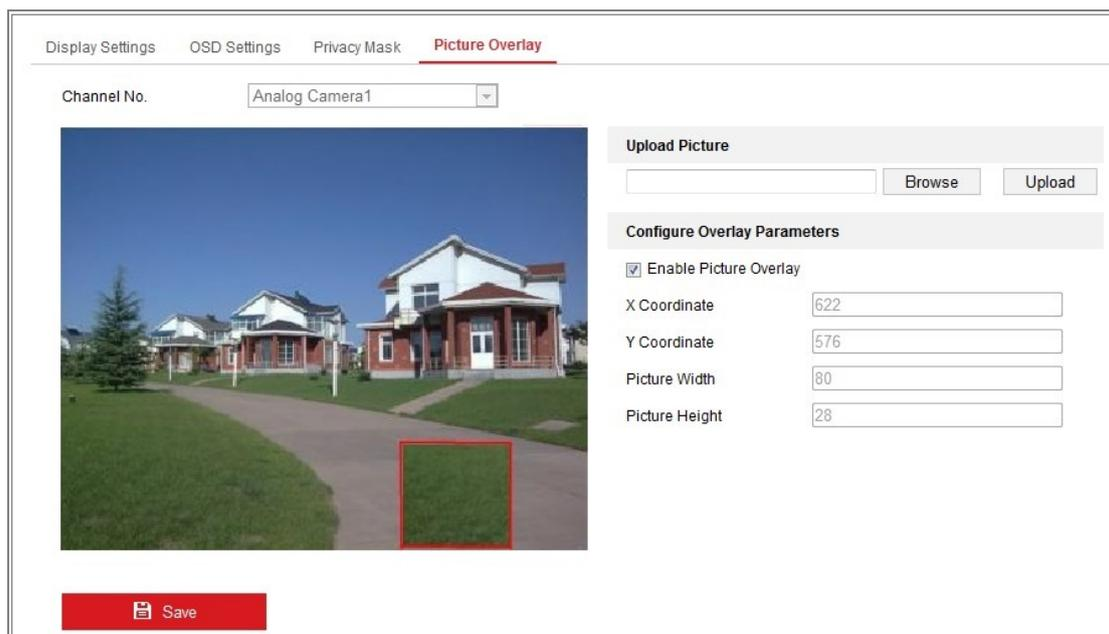 Display Settings OSD Settings Privacy Mask Picture Overlay
Channel No. Analog Camera1
Upload Picture
Browse Upload
Configure Overlay Parameters
Enable Picture Overlay
X Coordinate 622
Y Coordinate 576
Picture Width 80
Picture Height 28
Save